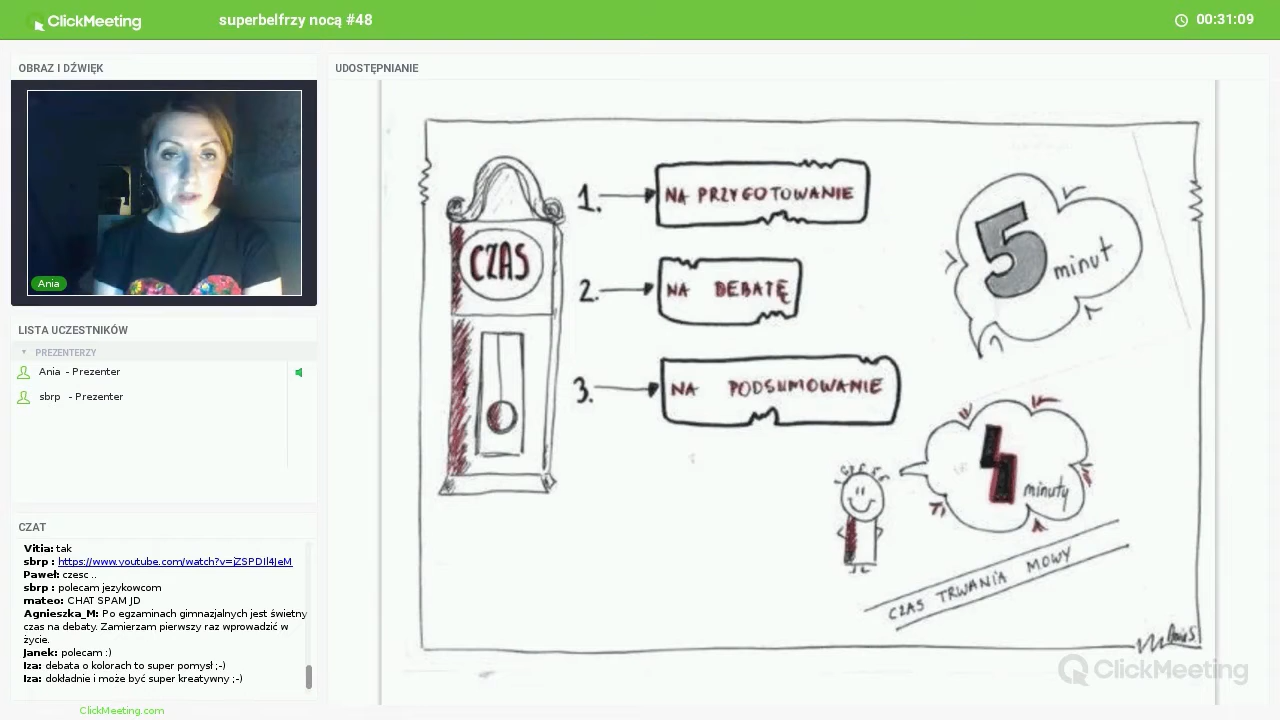 ClickMeeting
superbelfrzy nocą #48
00:31:09
OBRAZ I DŹWIĘK
Ania
LISTA UCZESTNIKÓW
PREZENTERZY
Ania - Prezenter
sbrp - Prezenter
CZAT
Vitia: tak
sbrp : https://www.youtube.com/watch?v=jZSPDIl4JeM
Paweł: czesc ..
sbrp : polecam jezykowcom
mateo: CHAT SPAM JD
Agnieszka_M: Po egzaminach gimnazjalnych jest świetny
czas na debaty. Zamierzam pierwszy raz wprowadzić w
życie.
Janek: polecam :)
Iza: debata o kolorach to super pomysł ;-)
Iza: dokładnie i może być super kreatywny ;-)
ClickMeeting.com
UDOSTĘPNIANIE
CZAS
1. NA PRZYGOTOWANIE
2. NA DEBATĘ
3. NA PODSUMOWANIE
5 minut
4 minuty
CZAS TRWANIA MOWY
ClickMeeting